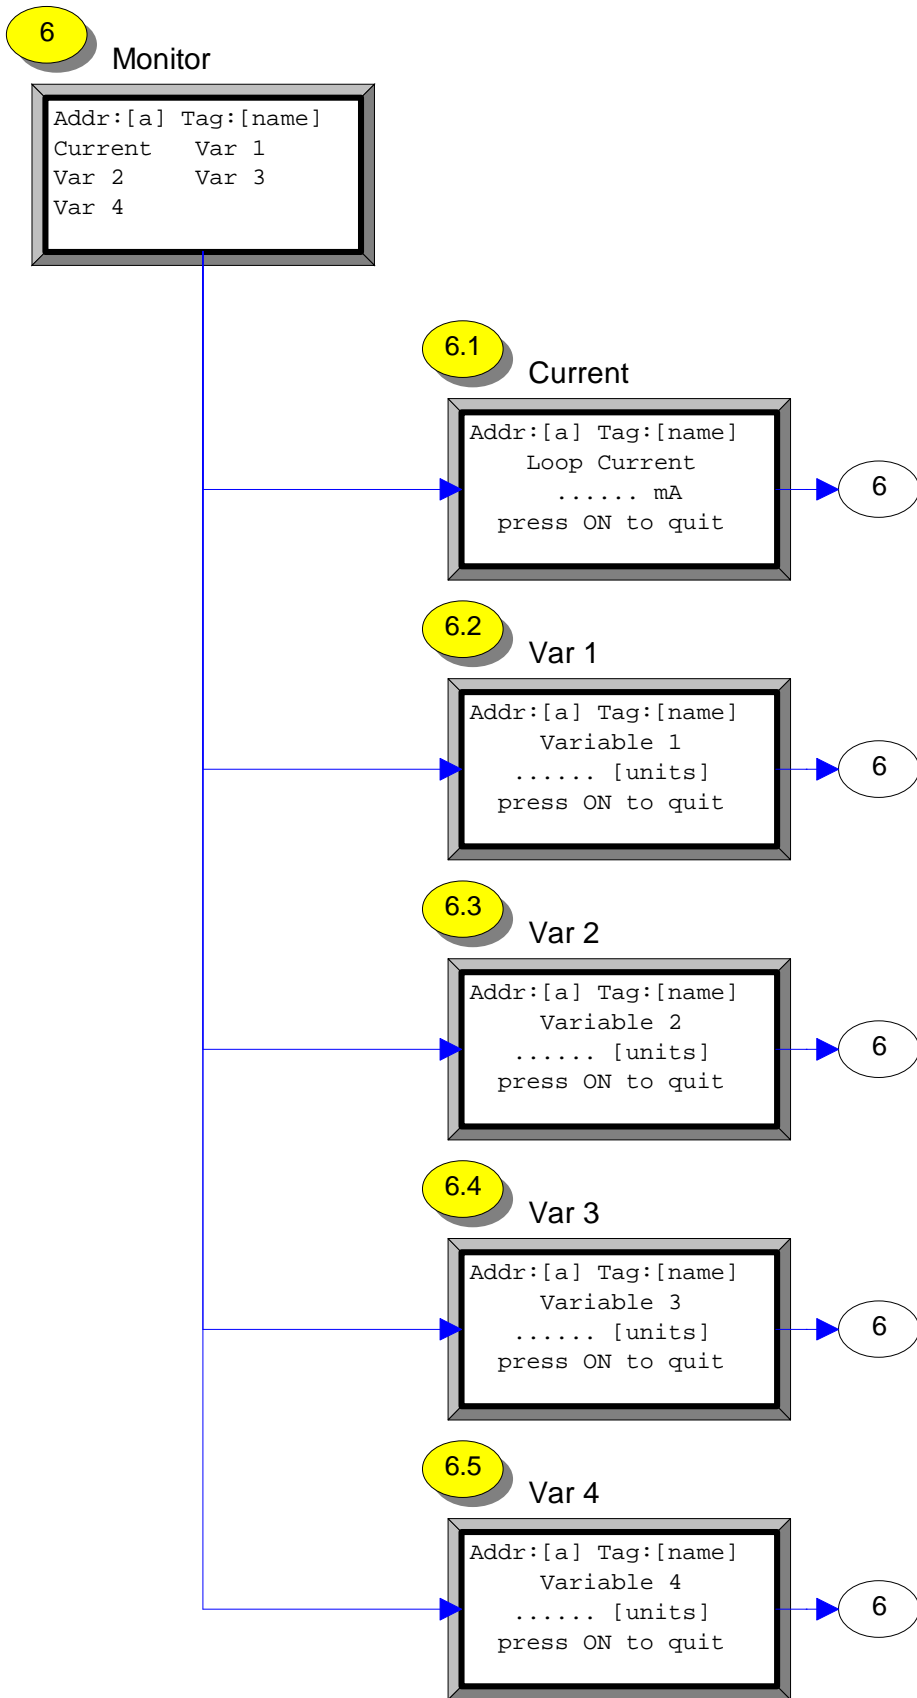 6
Monitor
Addr:[a] Tag:[name]
Current   Var 1
Var 2     Var 3
Var 4
6.1
Current
Addr:[a] Tag:[name]
Loop Current
...... mA
press ON to quit
6
6.2
Var 1
Addr:[a] Tag:[name]
Variable 1
...... [units]
press ON to quit
6
6.3
Var 2
Addr:[a] Tag:[name]
Variable 2
...... [units]
press ON to quit
6
6.4
Var 3
Addr:[a] Tag:[name]
Variable 3
...... [units]
press ON to quit
6
6.5
Var 4
Addr:[a] Tag:[name]
Variable 4
...... [units]
press ON to quit
6